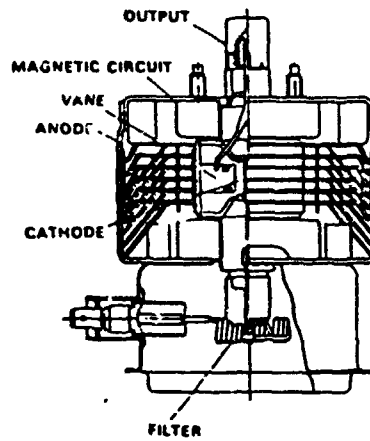 OUTPUT
MAGNETIC CIRCUIT
VANE
ANODE
CATHODE
FILTER